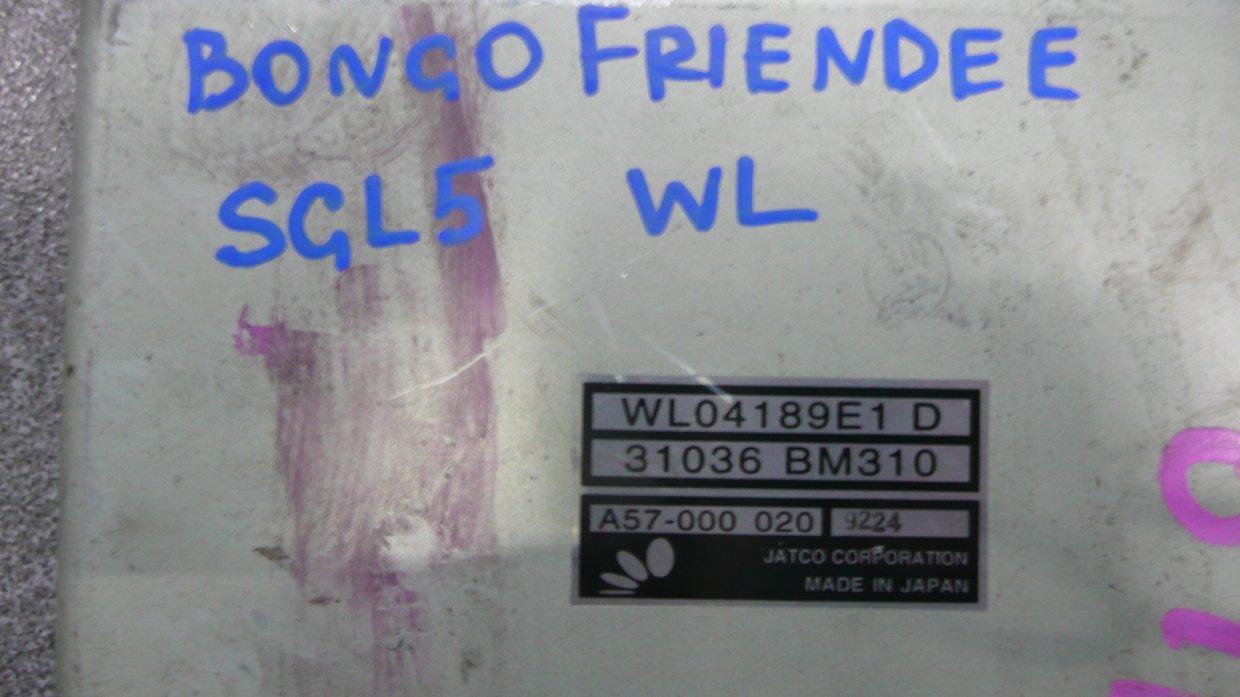 BONGO FRIENDEE
SGL5 WL
WL04189E1 D
31036 BM310
A57-000 020 9224
JATCO CORPORATION
MADE IN JAPAN